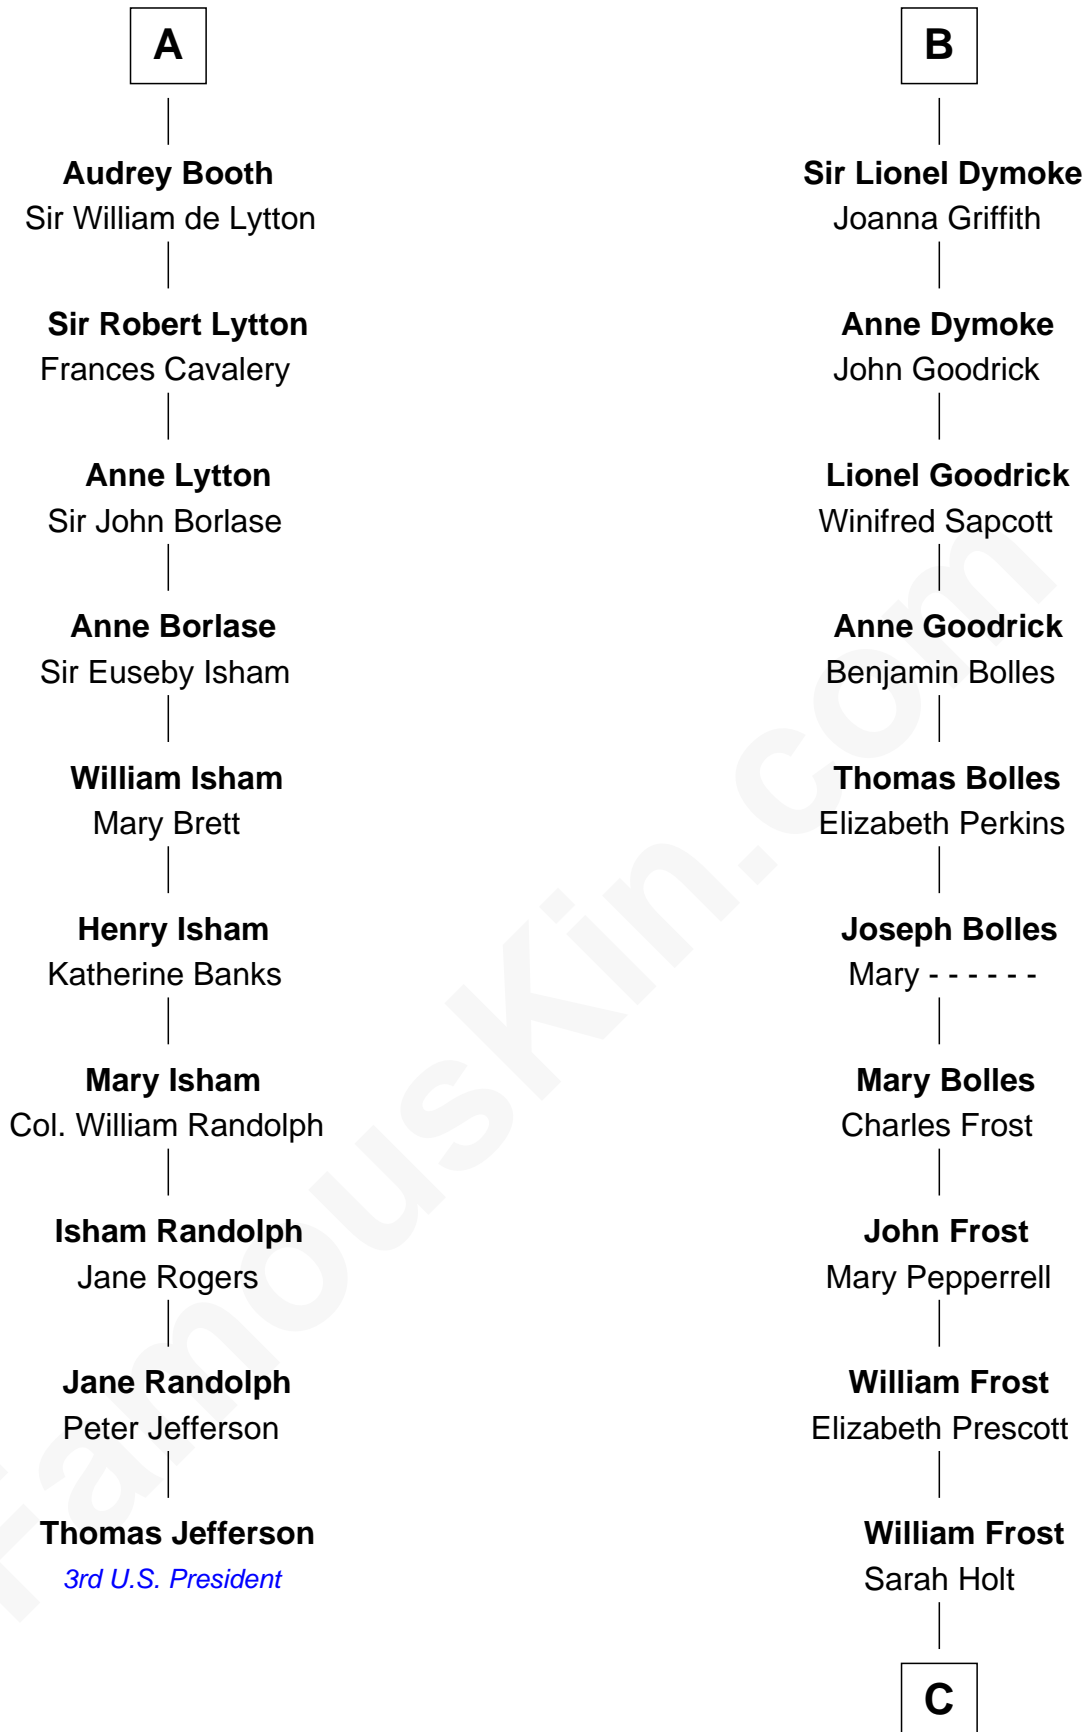 A
Audrey Booth
Sir William de Lytton
Sir Robert Lytton
Frances Cavalery
Anne Lytton
Sir John Borlase
Anne Borlase
Sir Euseby Isham
William Isham
Mary Brett
Henry Isham
Katherine Banks
Mary Isham
Col. William Randolph
Isham Randolph
Jane Rogers
Jane Randolph
Peter Jefferson
Thomas Jefferson
3rd U.S. President
B
Sir Lionel Dymoke
Joanna Griffith
Anne Dymoke
John Goodrick
Lionel Goodrick
Winifred Sapcott
Anne Goodrick
Benjamin Bolles
Thomas Bolles
Elizabeth Perkins
Joseph Bolles
Mary - - - - - -
Mary Bolles
Charles Frost
John Frost
Mary Pepperrell
William Frost
Elizabeth Prescott
William Frost
Sarah Holt
C
FamousKin.com